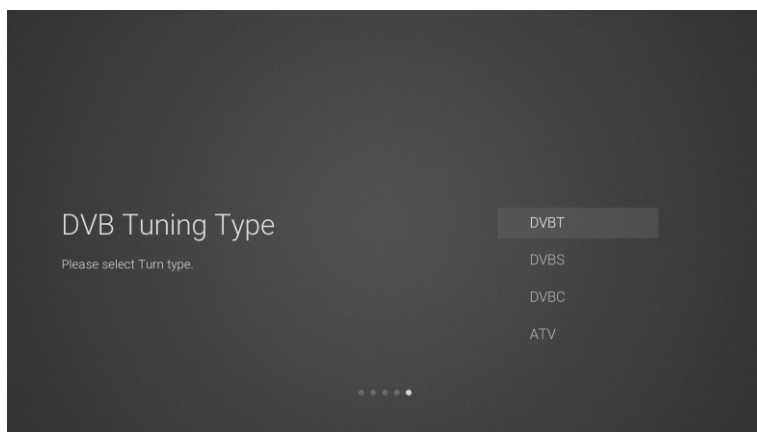 DVB Tuning Type
Please select Turn type.
DVBT
DVBS
DVBC
ATV